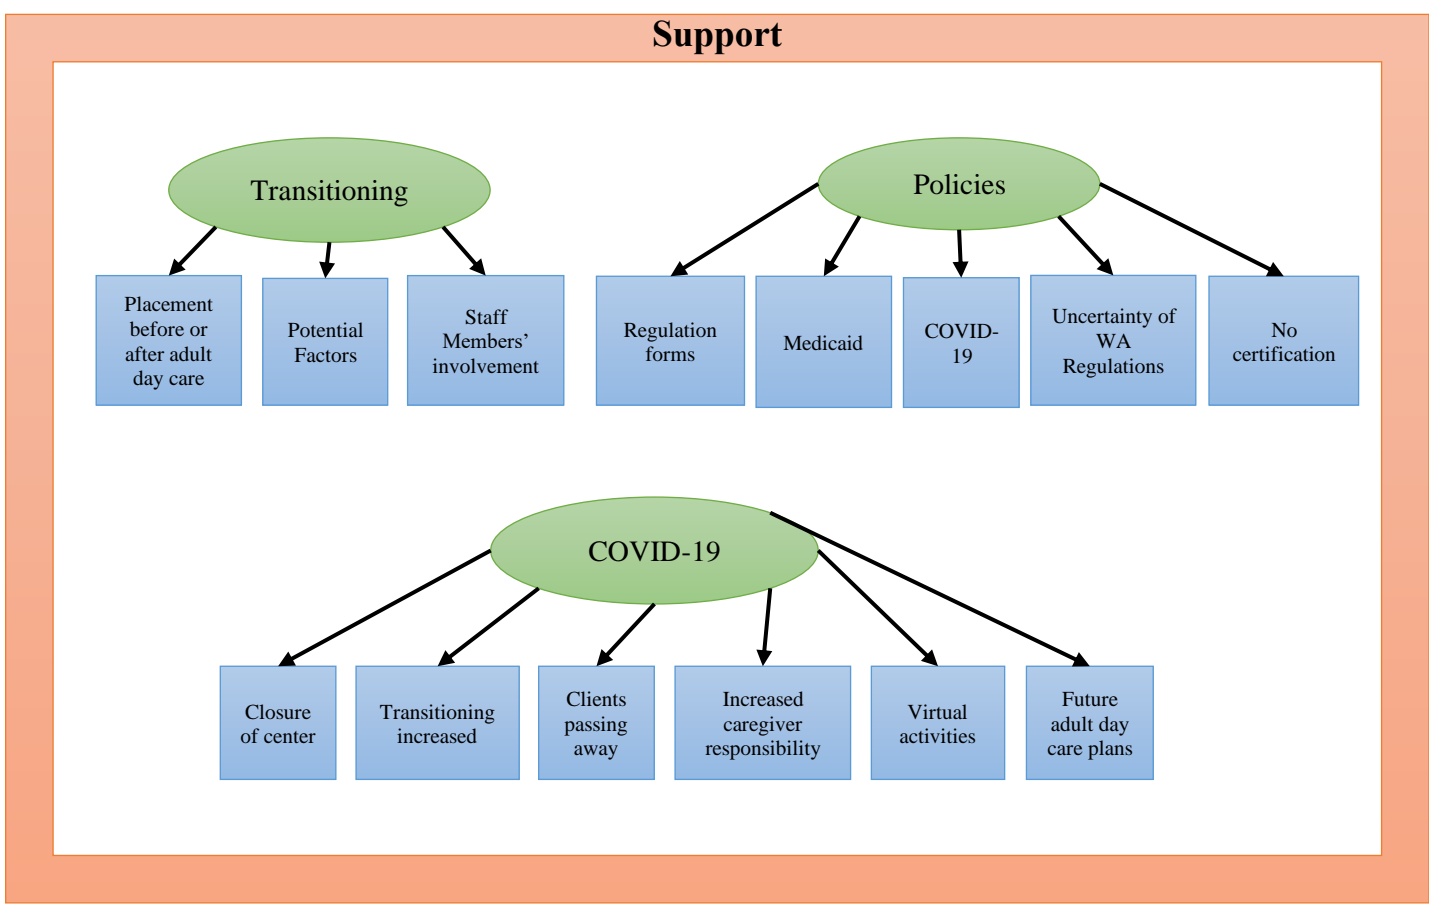 Support
Transitioning
Placement
before or
after adult
day care
Potential
Factors
Staff
Members’
involvement
Policies
Regulation
forms
Medicaid
COVID-
19
Uncertainty of
WA
Regulations
No
certification
COVID-19
Closure
of center
Transitioning
increased
Clients
passing
away
Increased
caregiver
responsibility
Virtual
activities
Future
adult day
care plans